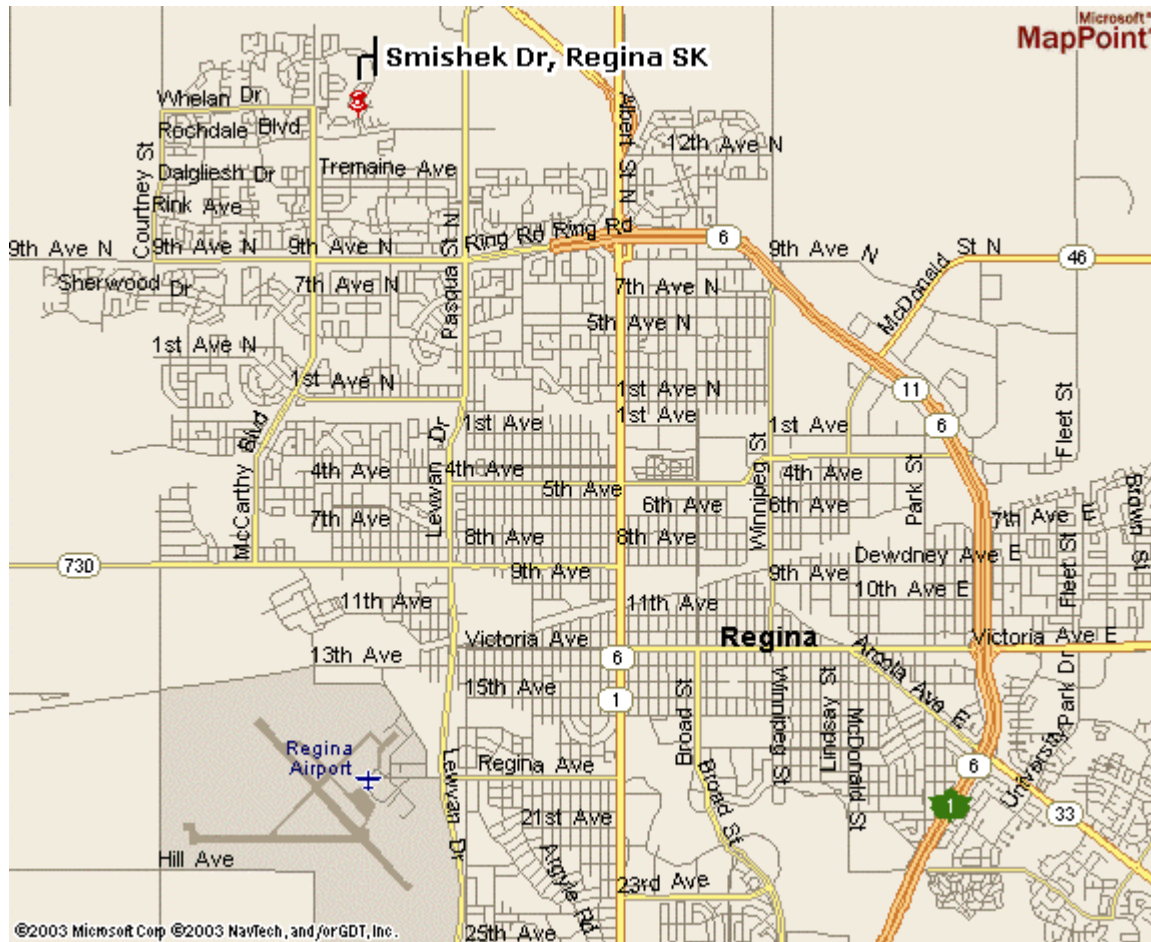 Microsoft®
MapPoint®
Smishek Dr, Regina SK
Whelan Dr
Rochdale Blvd
Albert St N
12th Ave N
Courtney St
Dalgliesh Dr
Tremaine Ave
Rink Ave
Pasqua St N
Ring Rd
Ring Rd
6
9th Ave N
McDonald St N
46
9th Ave N
9th Ave N
9th Ave N
Sherwood Dr
7th Ave N
7th Ave N
5th Ave N
1st Ave N
1st Ave N
1st Ave N
11
6
1st Ave
1st Ave
1st Ave
Fleet St
McCarthy Blvd
Lewvan Dr
4th Ave
4th Ave
Winnipeg St
4th Ave
Park St
5th Ave
6th Ave
6th Ave
Brown St
7th Ave
7th Ave E
8th Ave
8th Ave
Dewdney Ave E
Fleet St
730
9th Ave
9th Ave
10th Ave E
11th Ave
11th Ave
Victoria Ave
Regina
Victoria Ave E
13th Ave
6
Arcola Ave E
15th Ave
1
Broad St
Winnipeg St
Lindsay St
McDonald St
University Park Dr
Regina
Airport
Lewvan Dr
Regina Ave
Broad St
6
1
33
21st Ave
Hill Ave
Argyle Rd
23rd Ave
25th Ave
©2003 Microsoft Corp ©2003 NavTech, and/or GDT, Inc.